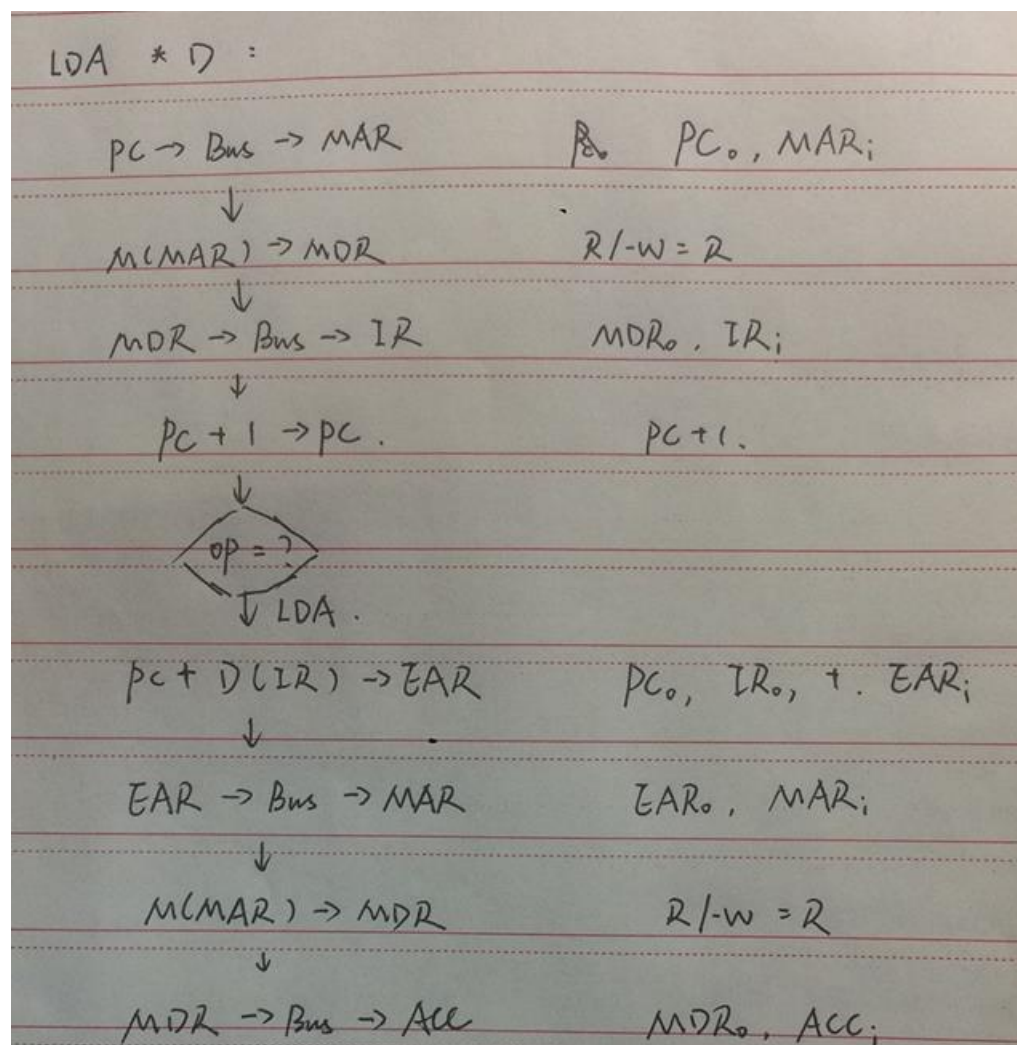 LDA * D :
PC → Bus → MAR PCo, MARi
↓
M(MAR) → MDR R/-W = R
↓
MDR → Bus → IR MDRo, IRi
↓
PC + 1 → PC. PC+1.
↓
OP = ?
↓ LDA.
PC + D(IR) → EAR PCo, IRo, +. EARi
↓
EAR → Bus → MAR EARo, MARi
↓
M(MAR) → MDR R/-W = R
↓
MDR → Bus → ACC MDRo, ACCi